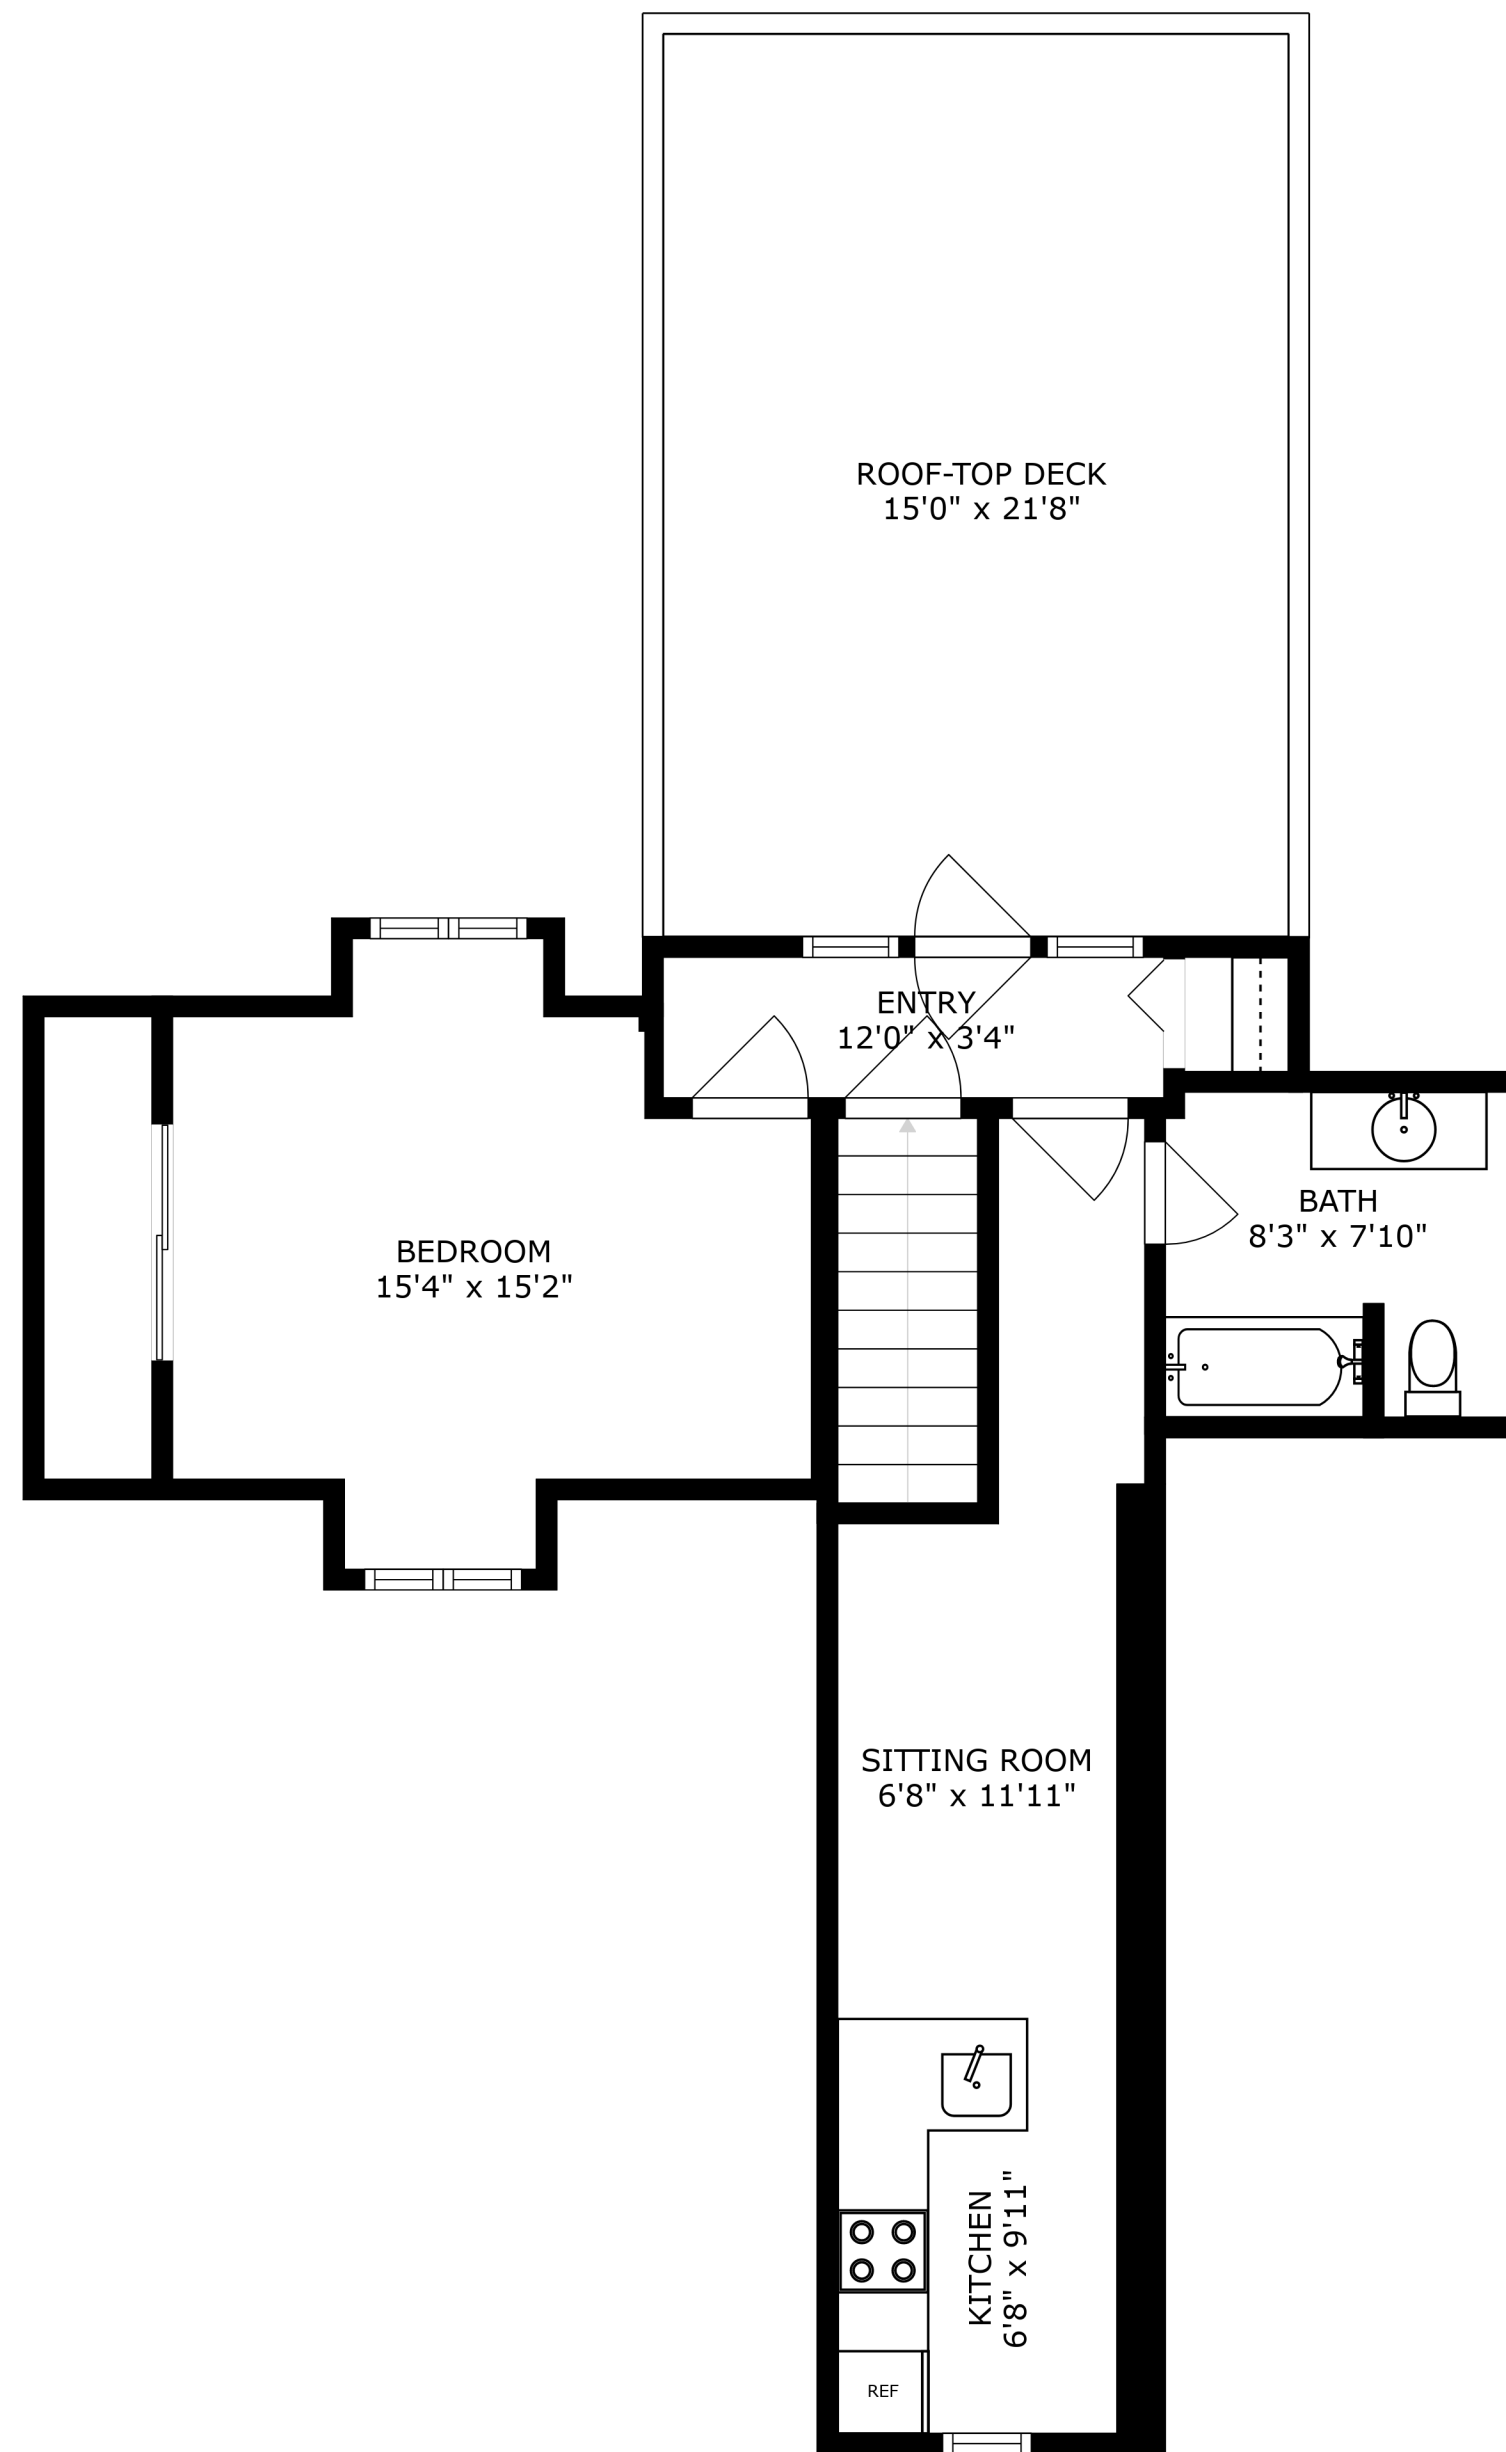 ROOF-TOP DECK
15'0" x 21'8"
ENTRY
12'0" x 3'4"
BATH
8'3" x 7'10"
BEDROOM
15'4" x 15'2"
SITTING ROOM
6'8" x 11'11"
KITCHEN
6'8" x 9'11"
REF